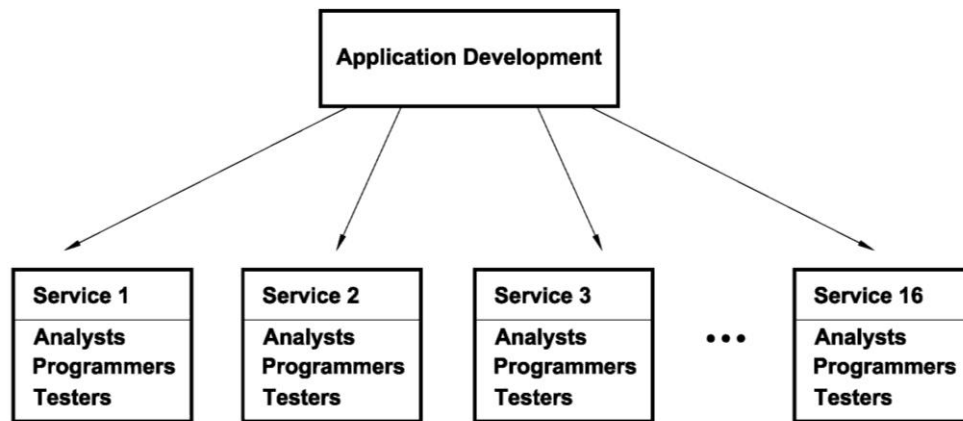 Application Development
Service 1
Analysts
Programmers
Testers
Service 2
Analysts
Programmers
Testers
Service 3
Analysts
Programmers
Testers
•••
Service 16
Analysts
Programmers
Testers